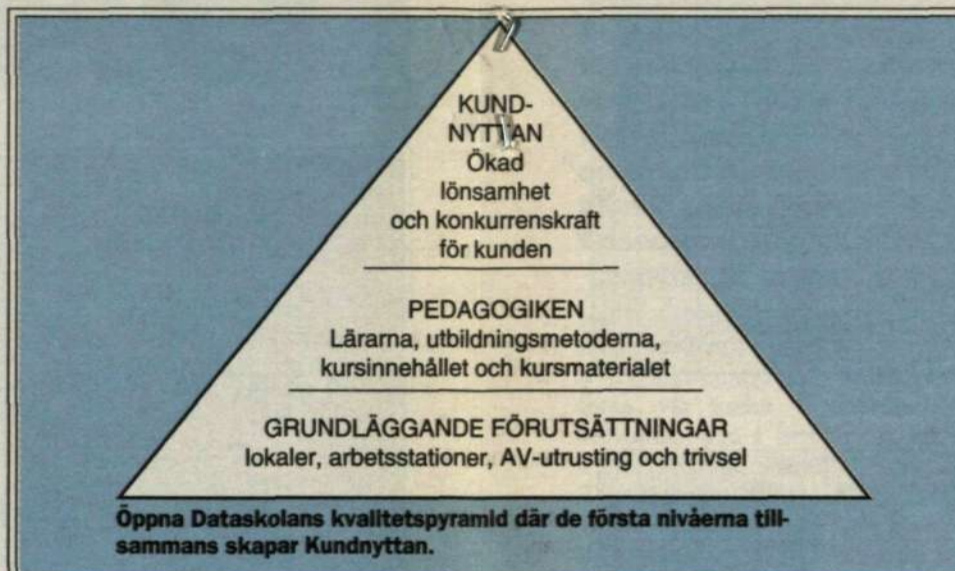 KUND-
NYTTAN
Ökad
lönsamhet
och konkurrenskraft
för kunden
PEDAGOGIKEN
Lärarna, utbildningsmetoderna,
kursinnehållet och kursmaterialet
GRUNDLÄGGANDE FÖRUTSÄTTNINGAR
lokaler, arbetsstationer, AV-utrusting och trivsel
Öppna Dataskolans kvalitetspyramid där de första nivåerna till-
sammans skapar Kundnyttan.